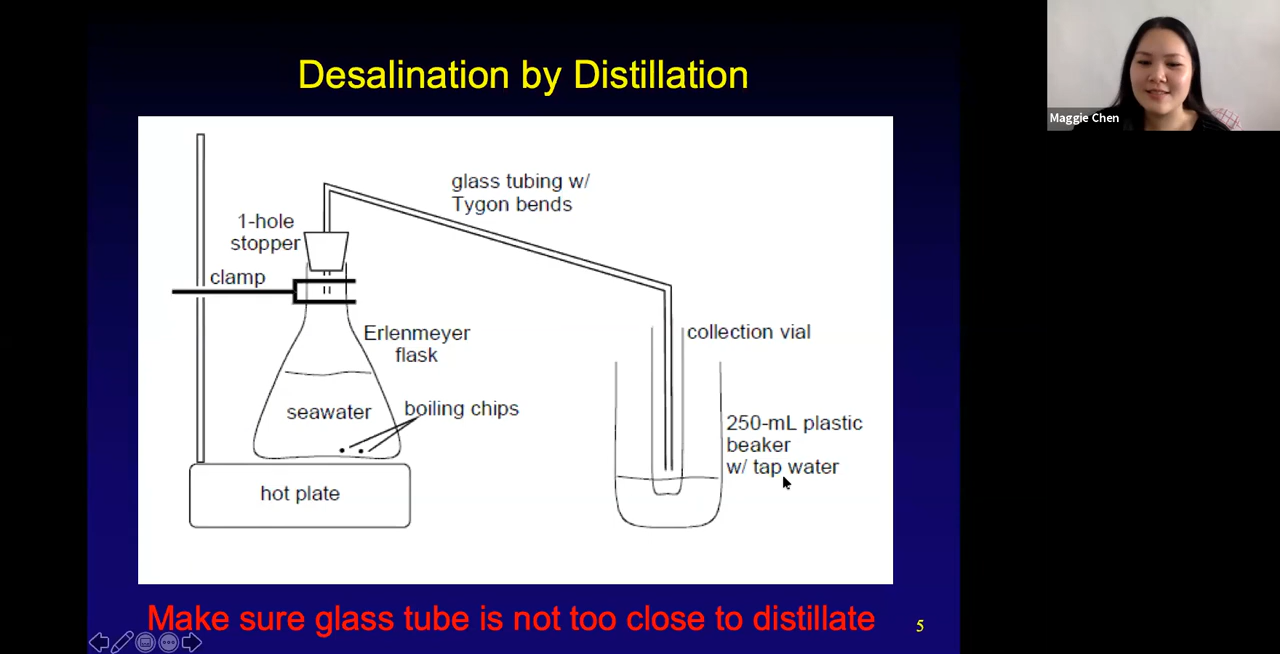 Desalination by Distillation
Maggie Chen
glass tubing w/
Tygon bends
1-hole
stopper
clamp
Erlenmeyer
flask
collection vial
seawater
boiling chips
250-mL plastic
beaker
w/ tap water
hot plate
Make sure glass tube is not too close to distillate
5